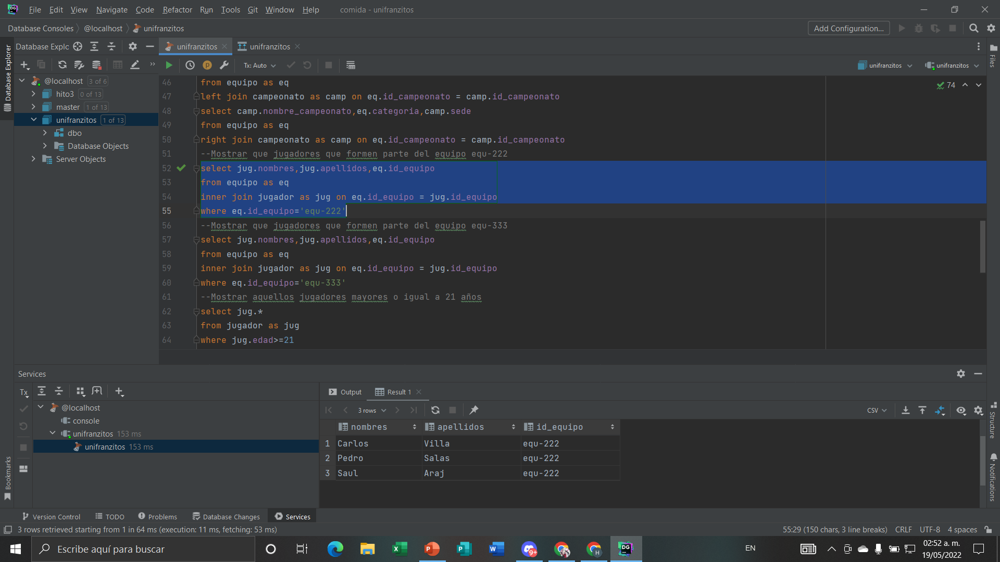 File Edit View Navigate Code Refactor Run Tools Git Window Help comida - unifranzitos
Database Consoles @localhost unifranzitos Add Configuration...
Database Explc unifranzitos unifranzitos
Tx: Auto unifranzitos unifranzitos
Database Explorer
Files
@localhost 3 of 6
hito3 0 of 13
master 1 of 13
unifranzitos 1 of 13
dbo
Database Objects
Server Objects
74
46 from equipo as eq
47 left join campeonato as camp on eq.id_campeonato = camp.id_campeonato
48 select camp.nombre_campeonato,eq.categoria,camp.sede
49 from equipo as eq
50 right join campeonato as camp on eq.id_campeonato = camp.id_campeonato
51 --Mostrar que jugadores que formen parte del equipo equ-222
52 select jug.nombres,jug.apellidos,eq.id_equipo
53 from equipo as eq
54 inner join jugador as jug on eq.id_equipo = jug.id_equipo
55 where eq.id_equipo='equ-222'
56 --Mostrar que jugadores que formen parte del equipo equ-333
57 select jug.nombres,jug.apellidos,eq.id_equipo
58 from equipo as eq
59 inner join jugador as jug on eq.id_equipo = jug.id_equipo
60 where eq.id_equipo='equ-333'
61 --Mostrar aquellos jugadores mayores o igual a 21 años
62 select jug.*
63 from jugador as jug
64 where jug.edad>=21
Services
Tx
@localhost
console
unifranzitos 153 ms
unifranzitos 153 ms
Output Result 1
3 rows CSV
nombres apellidos id_equipo
1 Carlos Villa equ-222
2 Pedro Salas equ-222
3 Saul Araj equ-222
Structure
Notifications
Bookmarks
Version Control TODO Problems Database Changes Services
3 rows retrieved starting from 1 in 64 ms (execution: 11 ms, fetching: 53 ms) 55:29 (150 chars, 3 line breaks) CRLF UTF-8 4 spaces
Escribe aquí para buscar EN 02:52 a. m.
19/05/2022